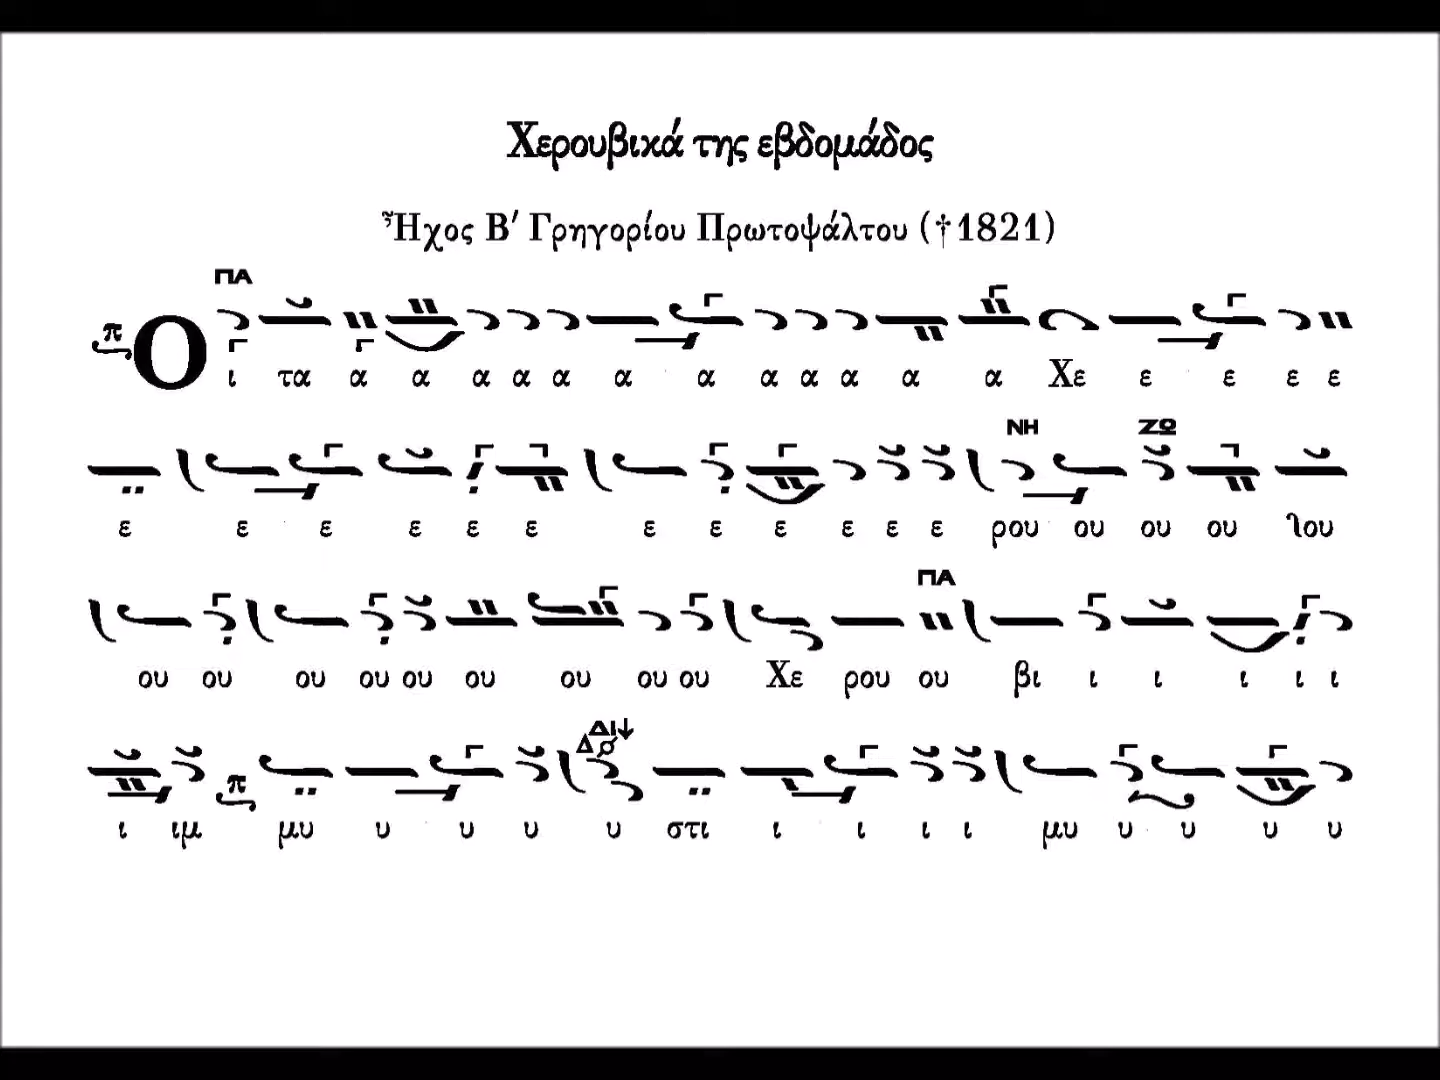 Χερουβικά της εβδομάδος
Ἦχος Β′ Γρηγορίου Πρωτοψάλτου (†1821)
ΠΑ
π Ο ι τα α α α α α α α α α α α α Χε ε ε ε ε
ΝΗ ΖΩ
ε ε ε ε ε ε ε ε ε ε ε ε ρου ου ου ου
ΠΑ
ου ου ου ου ου ου ου ου ου Χε ρου ου βι ι ι ι ι ι
ΔΙ↓
Δ
ι ιμ π μυ υ υ υ υ στι ι ι ι ι μυ υ υ υ υ